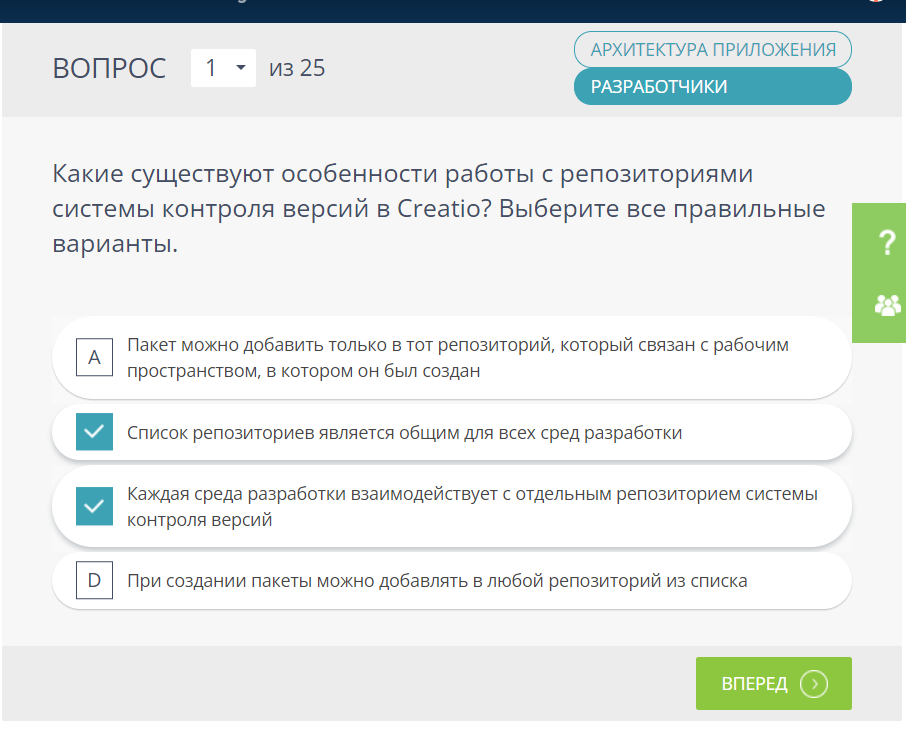 ВОПРОС 1 из 25
АРХИТЕКТУРА ПРИЛОЖЕНИЯ
РАЗРАБОТЧИКИ
Какие существуют особенности работы с репозиториями
системы контроля версий в Creatio? Выберите все правильные
варианты.
?
A Пакет можно добавить только в тот репозиторий, который связан с рабочим
пространством, в котором он был создан
Список репозиториев является общим для всех сред разработки
Каждая среда разработки взаимодействует с отдельным репозиторием системы
контроля версий
D При создании пакеты можно добавлять в любой репозиторий из списка
ВПЕРЕД